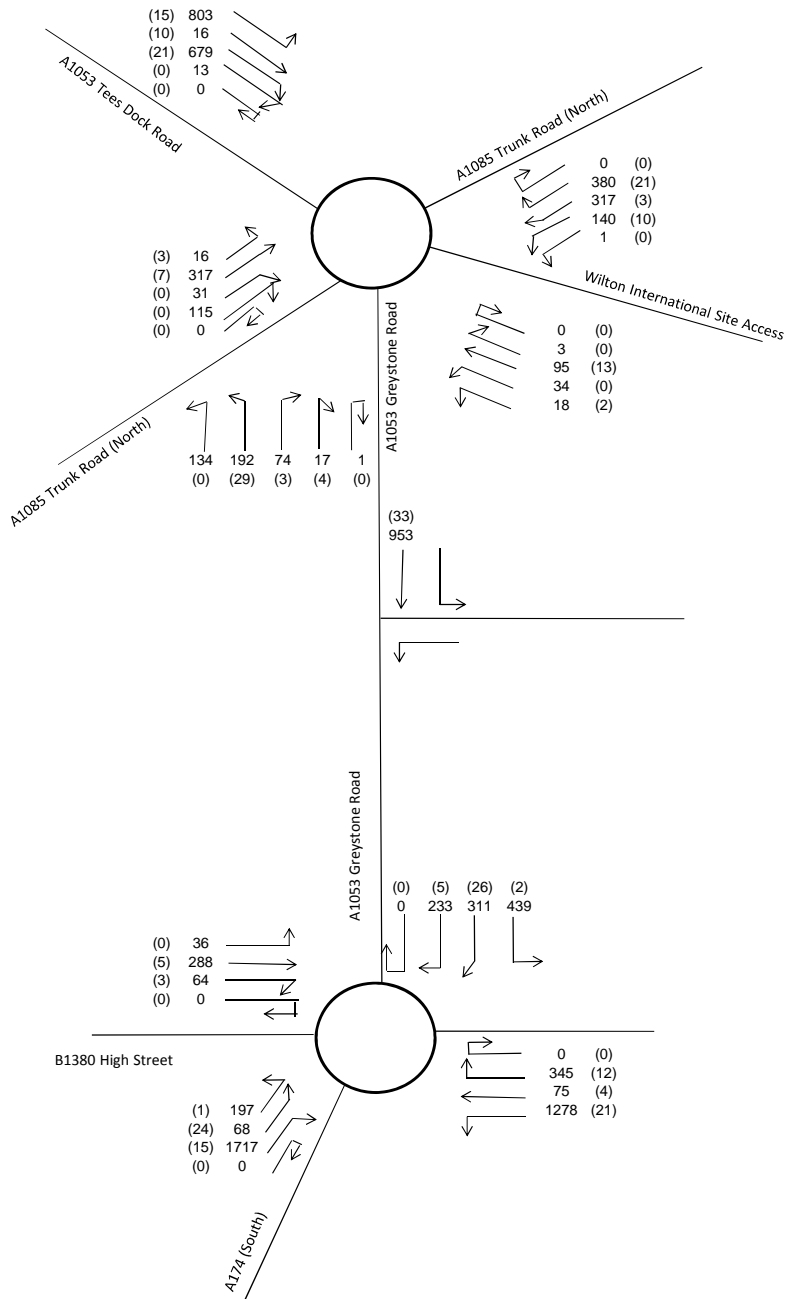 (15) 803
(10) 16
(21) 679
(0) 13
(0) 0
A1053 Tees Dock Road
A1085 Trunk Road (North)
0 (0)
380 (21)
317 (3)
140 (10)
1 (0)
(3) 16
(7) 317
(0) 31
(0) 115
(0) 0
Wilton International Site Access
0 (0)
3 (0)
95 (13)
34 (0)
18 (2)
A1053 Greystone Road
A1085 Trunk Road (North)
134 192 74 17 1
(0) (29) (3) (4) (0)
(33)
953
A1053 Greystone Road
(0) (5) (26) (2)
0 233 311 439
(0) 36
(5) 288
(3) 64
(0) 0
B1380 High Street
0 (0)
345 (12)
75 (4)
1278 (21)
(1) 197
(24) 68
(15) 1717
(0) 0
A174 (South)